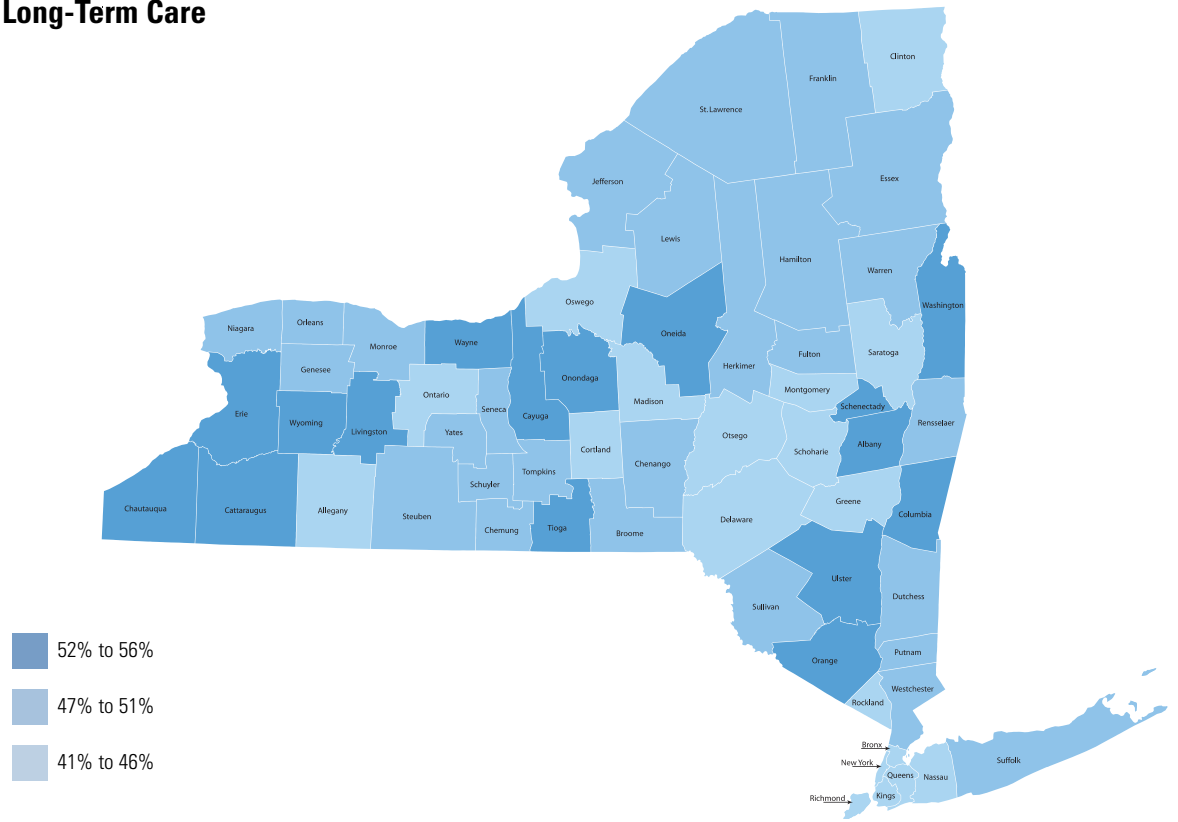 Long-Term Care
Clinton
Franklin
St. Lawrence
Essex
Jefferson
Lewis
Hamilton
Warren
Oswego
Washington
Oneida
Niagara
Orleans
Monroe
Wayne
Saratoga
Fulton
Herkimer
Genesee
Onondaga
Montgomery
Ontario
Madison
Schenectady
Seneca
Erie
Cayuga
Wyoming
Livingston
Yates
Otsego
Albany
Rensselaer
Cortland
Schoharie
Chenango
Tompkins
Schuyler
Greene
Chautauqua
Cattaraugus
Allegany
Steuben
Columbia
Delaware
Chemung
Tioga
Broome
Ulster
Dutchess
Sullivan
52% to 56%
Putnam
Orange
Westchester
47% to 51%
Rockland
Bronx
Suffolk
41% to 46%
New York
Queens
Nassau
Kings
Richmond